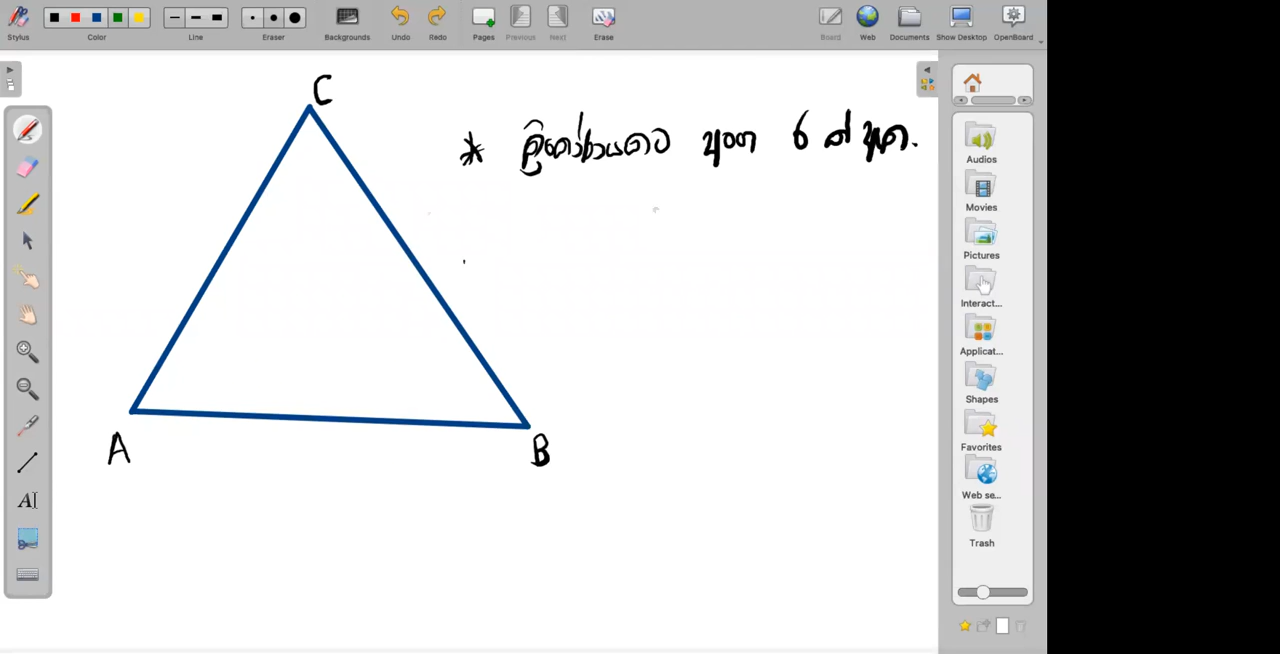 Stylus
Color
Line
Eraser
Backgrounds
Undo
Redo
Pages
Previous
Next
Erase
Board
Web
Documents
Show Desktop
OpenBoard
C
* ත්‍රිකෝණයකට අංග 6 ක් ඇත.
A
B
Audios
Movies
Pictures
Interact...
Applicat...
Shapes
Favorites
Web se...
Trash